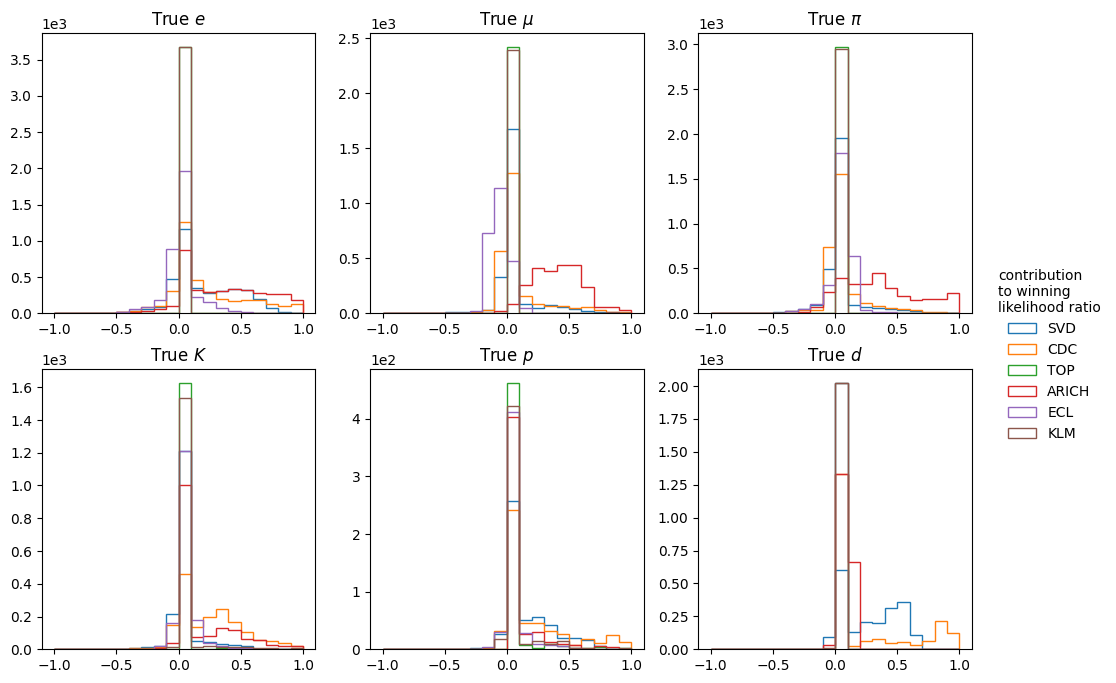 True e
1e3
3.5
3.0
2.5
2.0
1.5
1.0
0.5
0.0
−1.0 −0.5 0.0 0.5 1.0
True μ
1e3
2.5
2.0
1.5
1.0
0.5
0.0
−1.0 −0.5 0.0 0.5 1.0
True π
1e3
3.0
2.5
2.0
1.5
1.0
0.5
0.0
−1.0 −0.5 0.0 0.5 1.0
True K
1e3
1.6
1.4
1.2
1.0
0.8
0.6
0.4
0.2
0.0
−1.0 −0.5 0.0 0.5 1.0
True p
1e2
4
2
0
−1.0 −0.5 0.0 0.5 1.0
True d
1e3
2.00
1.75
1.50
1.25
1.00
0.75
0.50
0.25
0.00
−1.0 −0.5 0.0 0.5 1.0
contribution
to winning
likelihood ratio
SVD
CDC
TOP
ARICH
ECL
KLM